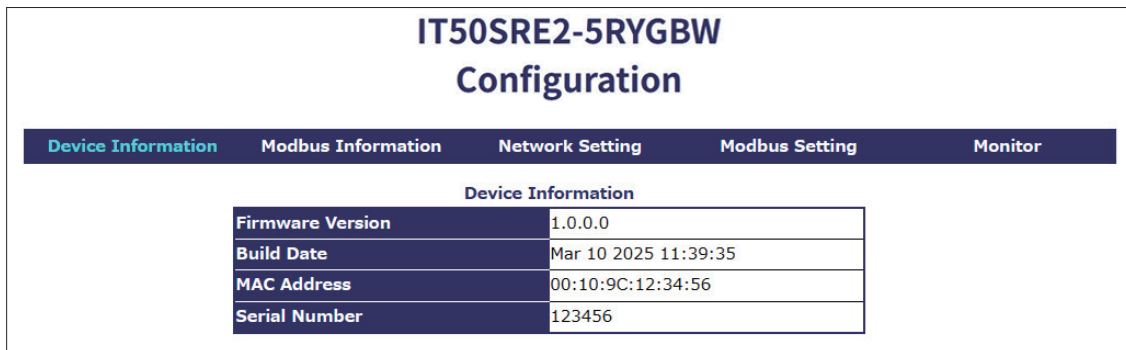 IT50SRE2-5RYGBW
Configuration
Device Information Modbus Information Network Setting Modbus Setting Monitor
Device Information
Firmware Version 1.0.0.0
Build Date Mar 10 2025 11:39:35
MAC Address 00:10:9C:12:34:56
Serial Number 123456